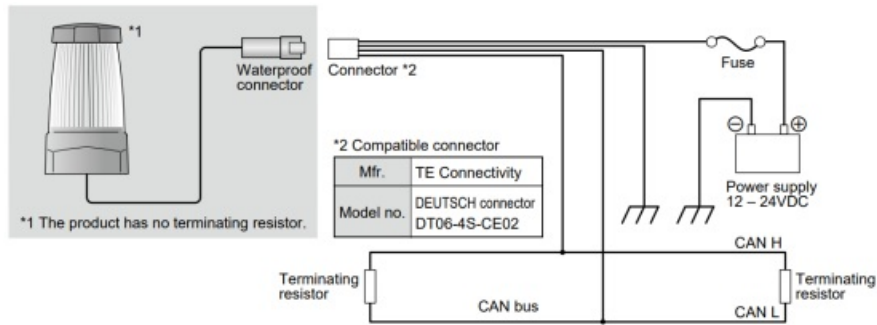 *1
Waterproof
connector
*1 The product has no terminating resistor.
Connector *2
Fuse
⊖ ⊕
Power supply
12 – 24VDC
*2 Compatible connector
Mfr. TE Connectivity
Model no. DEUTSCH connector
DT06-4S-CE02
CAN H
Terminating
resistor
CAN bus
CAN L
Terminating
resistor